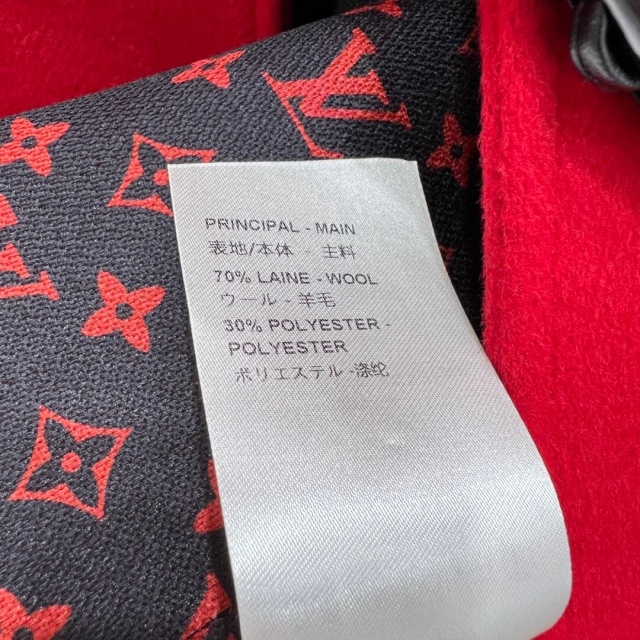 PRINCIPAL - MAIN
表地/本体 - 主料
70% LAINE - WOOL
ウール - 羊毛
30% POLYESTER -
POLYESTER
ポリエステル -涤纶